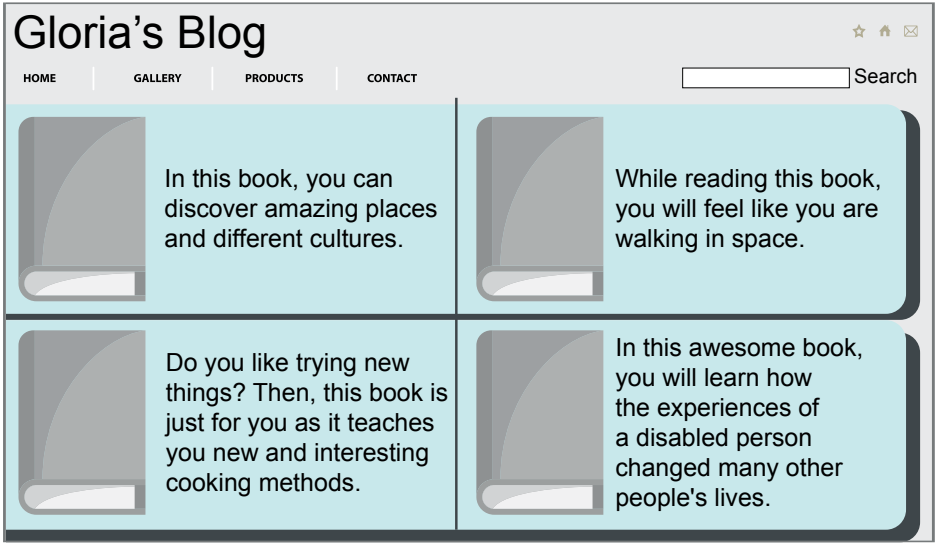 Gloria’s Blog
HOME
GALLERY
PRODUCTS
CONTACT
Search
In this book, you can
discover amazing places
and different cultures.
While reading this book,
you will feel like you are
walking in space.
Do you like trying new
things? Then, this book is
just for you as it teaches
you new and interesting
cooking methods.
In this awesome book,
you will learn how
the experiences of
a disabled person
changed many other
people's lives.